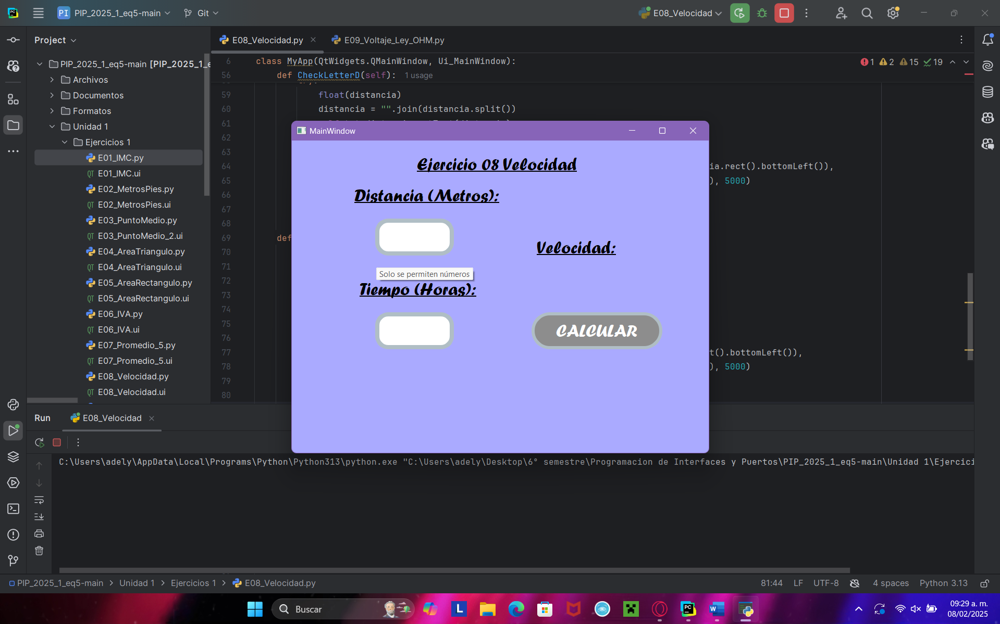 PI PIP_2025_1_eq5-main Git E08_Velocidad
Project
E08_Velocidad.py
E09_Voltaje_Ley_OHM.py
PIP_2025_1_eq5-main [PIP_2025_1_e
Archivos
Documentos
Formatos
Unidad 1
Ejercicios 1
E01_IMC.py
E01_IMC.ui
E02_MetrosPies.py
E02_MetrosPies.ui
E03_PuntoMedio.py
E03_PuntoMedio_2.ui
E04_AreaTriangulo.py
E04_AreaTriangulo.ui
E05_AreaRectangulo.py
E05_AreaRectangulo.ui
E06_IVA.py
E06_IVA.ui
E07_Promedio_5.py
E07_Promedio_5.ui
E08_Velocidad.py
E08_Velocidad.ui
6 class MyApp(QtWidgets.QMainWindow, Ui_MainWindow):
1 2 15 19
56 def CheckLetterD(self): 1 usage
59 float(distancia)
60 distancia = "".join(distancia.split())
61
62
63
64 ia.rect().bottomLeft()),
65 ), 5000)
66
67
68
69 def
70
71
72
73
74
75
76
77 t().bottomLeft()),
78 ), 5000)
79
80
MainWindow
Ejercicio 08 Velocidad
Distancia (Metros):
Velocidad:
Solo se permiten números
Tiempo (Horas):
CALCULAR
Run E08_Velocidad
C:\Users\adely\AppData\Local\Programs\Python\Python313\python.exe "C:\Users\adely\Desktop\6° semestre\Programacion de Interfaces y Puertos\PIP_2025_1_eq5-main\Unidad 1\Ejercici
PIP_2025_1_eq5-main > Unidad 1 > Ejercicios 1 > E08_Velocidad.py
81:44 LF UTF-8 4 spaces Python 3.13
Buscar
09:29 a. m.
08/02/2025